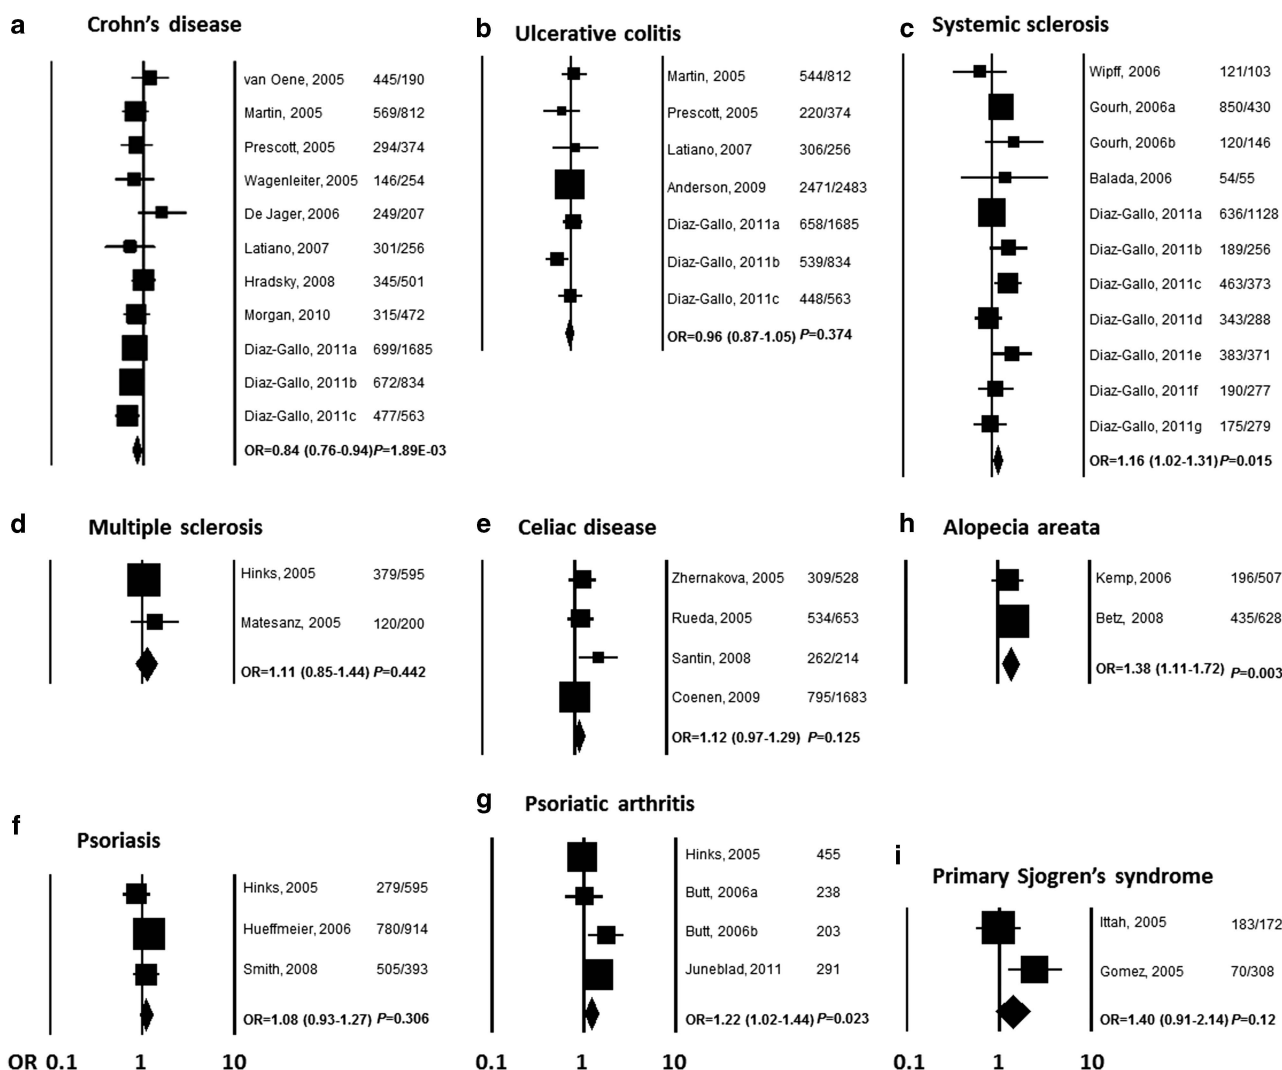 a Crohn's disease
van Oene, 2005 445/190
Martin, 2005 569/812
Prescott, 2005 294/374
Wagenleiter, 2005 146/254
De Jager, 2006 249/207
Latiano, 2007 301/256
Hradsky, 2008 345/501
Morgan, 2010 315/472
Diaz-Gallo, 2011a 699/1685
Diaz-Gallo, 2011b 672/834
Diaz-Gallo, 2011c 477/563
OR=0.84 (0.76-0.94)P=1.89E-03
b Ulcerative colitis
Martin, 2005 544/812
Prescott, 2005 220/374
Latiano, 2007 306/256
Anderson, 2009 2471/2483
Diaz-Gallo, 2011a 658/1685
Diaz-Gallo, 2011b 539/834
Diaz-Gallo, 2011c 448/563
OR=0.96 (0.87-1.05) P=0.374
c Systemic sclerosis
Wipff, 2006 121/103
Gourh, 2006a 850/430
Gourh, 2006b 120/146
Balada, 2006 54/55
Diaz-Gallo, 2011a 636/1128
Diaz-Gallo, 2011b 189/256
Diaz-Gallo, 2011c 463/373
Diaz-Gallo, 2011d 343/288
Diaz-Gallo, 2011e 383/371
Diaz-Gallo, 2011f 190/277
Diaz-Gallo, 2011g 175/279
OR=1.16 (1.02-1.31) P=0.015
d Multiple sclerosis
Hinks, 2005 379/595
Matesanz, 2005 120/200
OR=1.11 (0.85-1.44) P=0.442
e Celiac disease
Zhernakova, 2005 309/528
Rueda, 2005 534/653
Santin, 2008 262/214
Coenen, 2009 795/1683
OR=1.12 (0.97-1.29) P=0.125
h Alopecia areata
Kemp, 2006 196/507
Betz, 2008 435/628
OR=1.38 (1.11-1.72) P=0.003
f Psoriasis
Hinks, 2005 279/595
Hueffmeier, 2006 780/914
Smith, 2008 505/393
OR=1.08 (0.93-1.27) P=0.306
g Psoriatic arthritis
Hinks, 2005 455
Butt, 2006a 238
Butt, 2006b 203
Juneblad, 2011 291
OR=1.22 (1.02-1.44) P=0.023
i Primary Sjogren's syndrome
Ittah, 2005 183/172
Gomez, 2005 70/308
OR=1.40 (0.91-2.14) P=0.12
OR 0.1 1 10 0.1 1 10 0.1 1 10